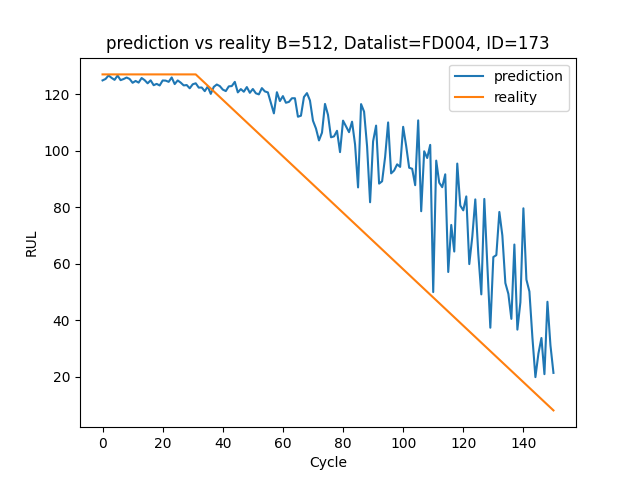 prediction vs reality B=512, Datalist=FD004, ID=173
prediction
reality
RUL
120
100
80
60
40
20
0 20 40 60 80 100 120 140
Cycle